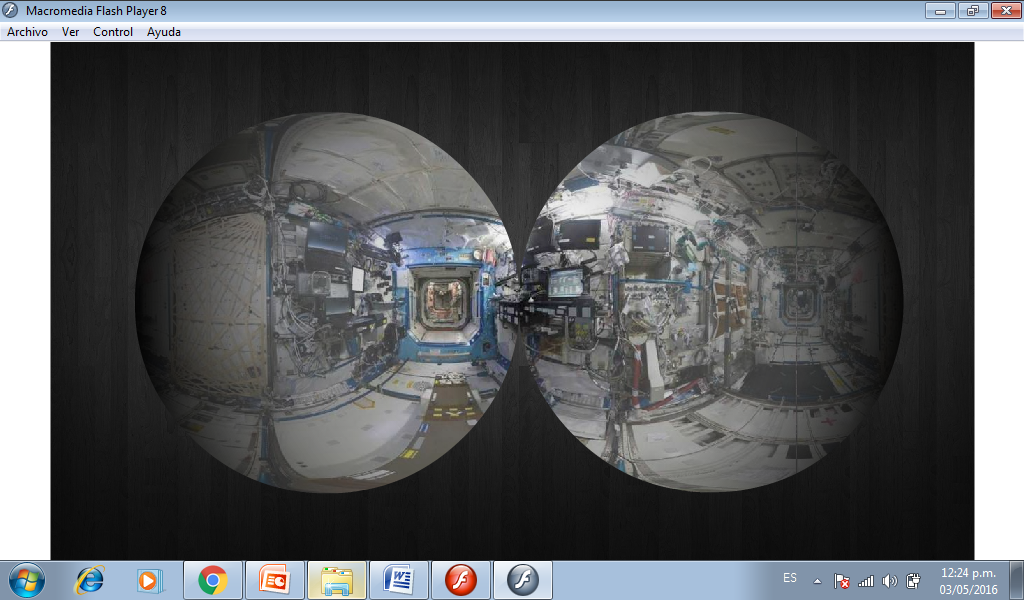 Macromedia Flash Player 8
Archivo Ver Control Ayuda
ES
12:24 p.m.
03/05/2016